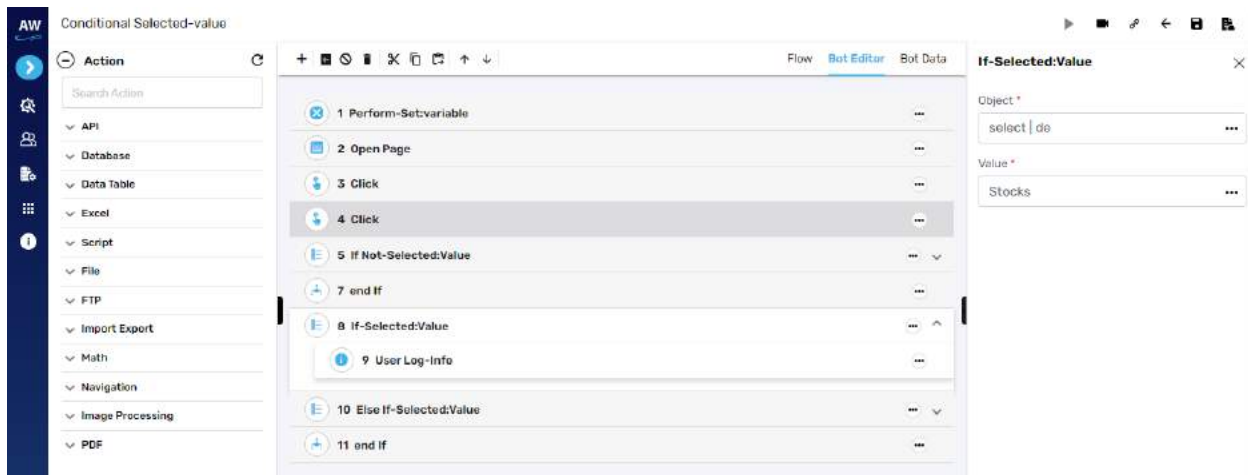 AW
Conditional Selected-value
Action
Search Action
API
Database
Data Table
Excel
Script
File
FTP
Import Export
Math
Navigation
Image Processing
PDF
Flow Bot Editor Bot Data
1 Perform-Set:variable
2 Open Page
3 Click
4 Click
5 If Not-Selected:Value
7 end If
8 If-Selected:Value
9 User Log-Info
10 Else If-Selected:Value
11 end If
If-Selected:Value
Object *
select | de
Value *
Stocks